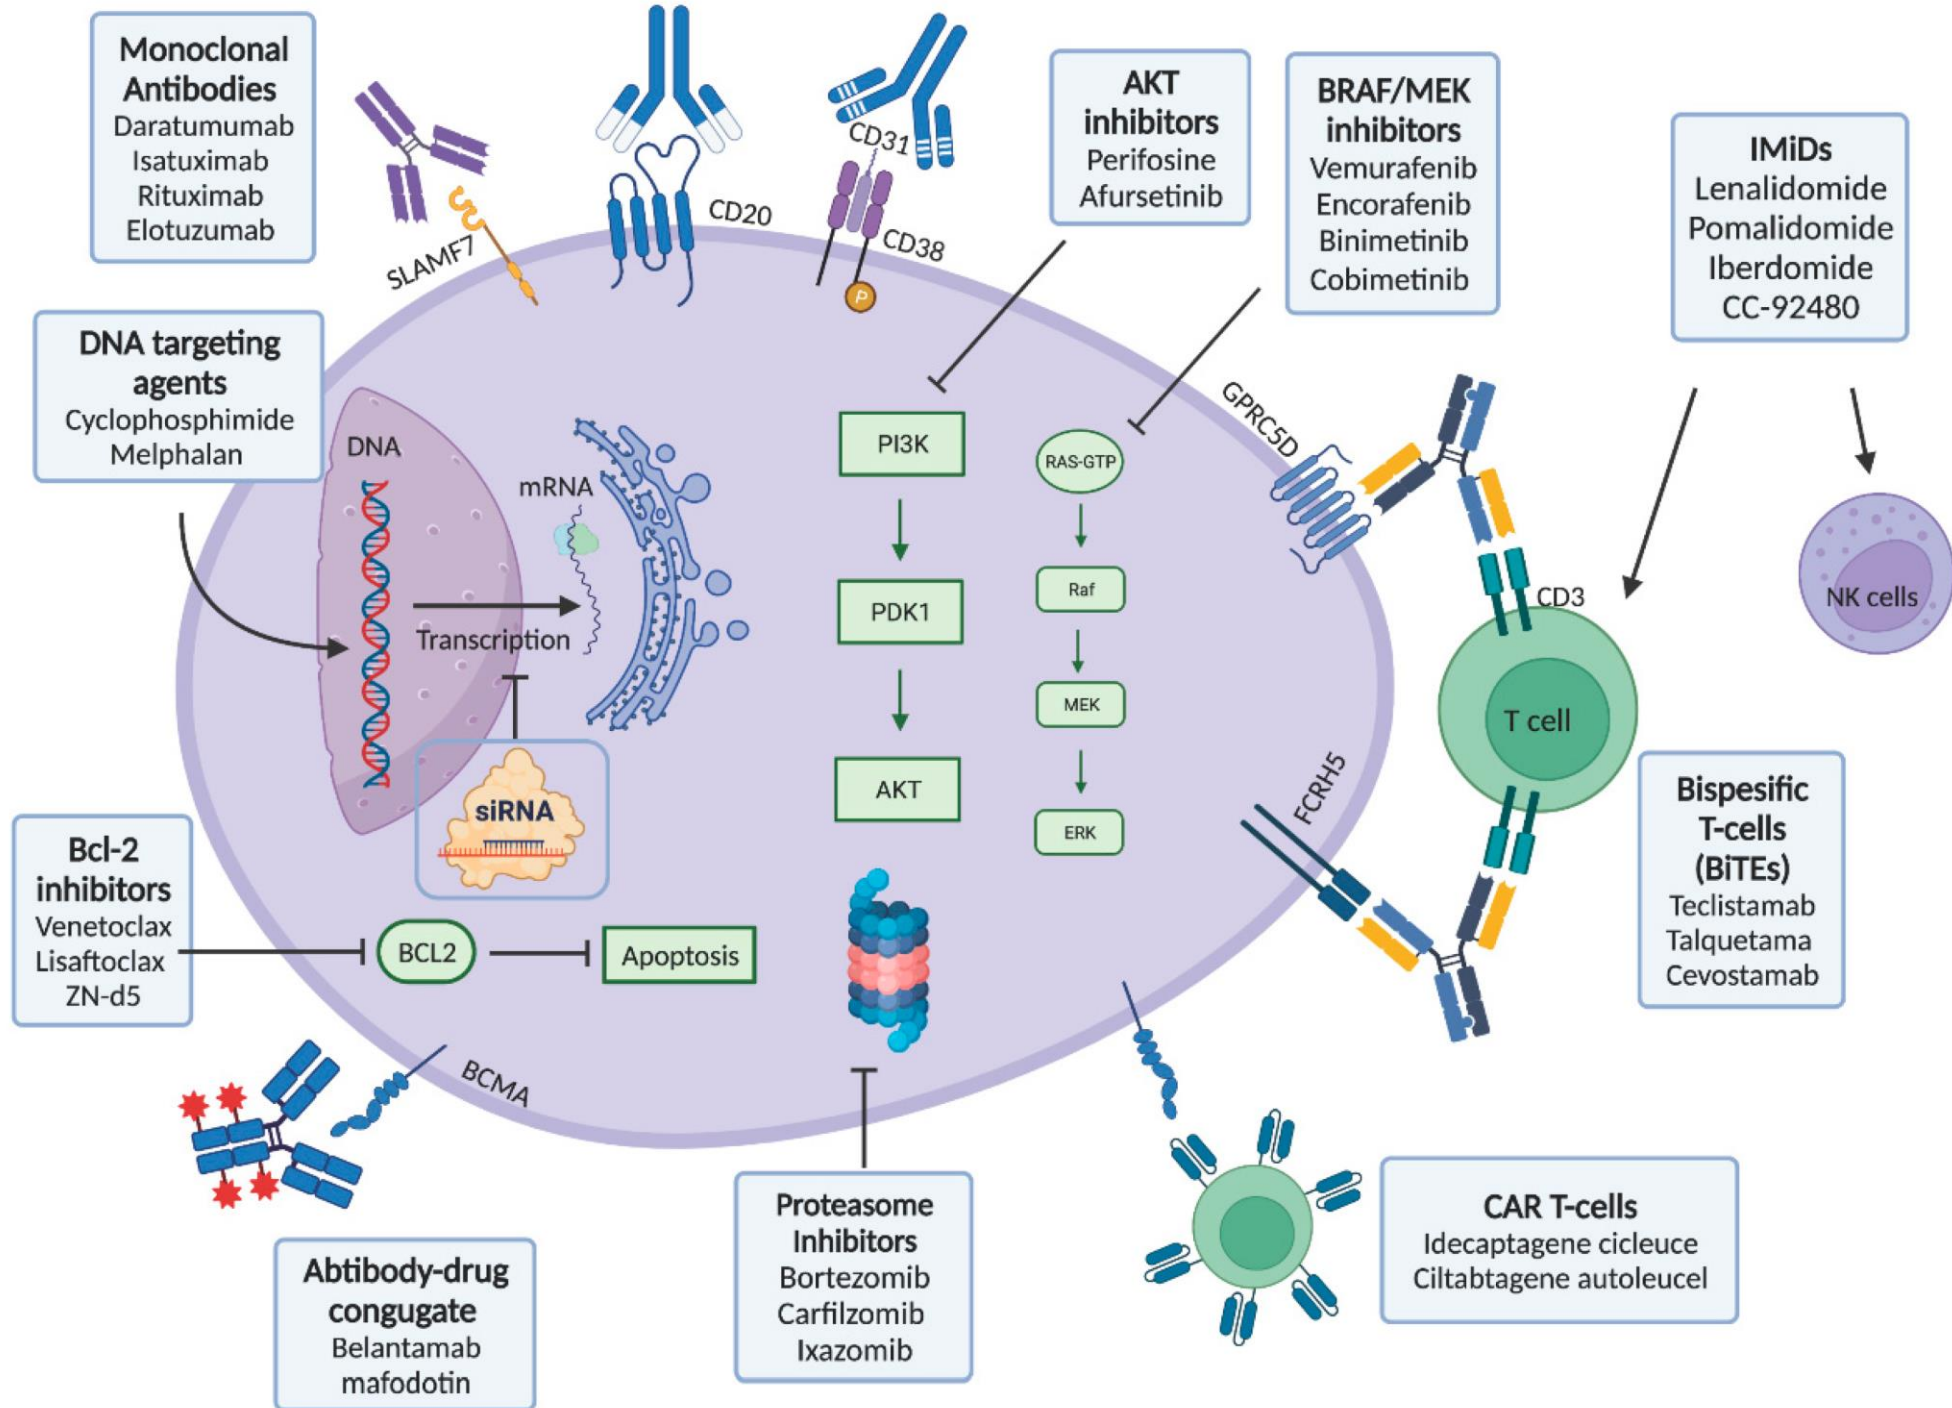 Monoclonal
Antibodies
Daratumumab
Isatuximab
Rituximab
Elotuzumab
SLAMF7
CD20
CD31
CD38
P
AKT
inhibitors
Perifosine
Afursetinib
BRAF/MEK
inhibitors
Vemurafenib
Encorafenib
Binimetinib
Cobimetinib
IMiDs
Lenalidomide
Pomalidomide
Iberdomide
CC-92480
DNA targeting
agents
Cyclophosphimide
Melphalan
DNA
mRNA
Transcription
siRNA
PI3K
PDK1
AKT
RAS-GTP
Raf
MEK
ERK
GPRC5D
CD3
T cell
NK cells
FCRH5
Bispesific
T-cells
(BiTEs)
Teclistamab
Talquetama
Cevostamab
Bcl-2
inhibitors
Venetoclax
Lisaftoclax
ZN-d5
BCL2
Apoptosis
BCMA
Abtibody-drug
congugate
Belantamab
mafodotin
Proteasome
Inhibitors
Bortezomib
Carfilzomib
Ixazomib
CAR T-cells
Idecaptagene cicleuce
Ciltabtagene autoleucel